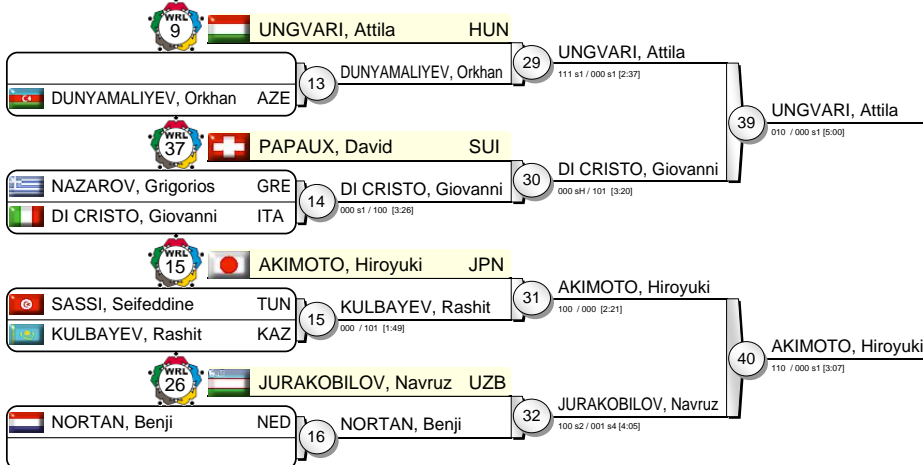 WRL
9
UNGVARI, Attila HUN
29
UNGVARI, Attila
111 s1 / 000 s1 [2:37]
13
DUNYAMALIYEV, Orkhan
DUNYAMALIYEV, Orkhan AZE
39
UNGVARI, Attila
010 / 000 s1 [5:00]
WRL
37
PAPAUX, David SUI
30
DI CRISTO, Giovanni
000 sH / 101 [3:20]
NAZAROV, Grigorios GRE
14
DI CRISTO, Giovanni
000 s1 / 100 [3:26]
DI CRISTO, Giovanni ITA
WRL
15
AKIMOTO, Hiroyuki JPN
31
AKIMOTO, Hiroyuki
100 / 000 [2:21]
SASSI, Seifeddine TUN
15
KULBAYEV, Rashit
000 / 101 [1:49]
KULBAYEV, Rashit KAZ
40
AKIMOTO, Hiroyuki
110 / 000 s1 [3:07]
WRL
26
JURAKOBILOV, Navruz UZB
32
JURAKOBILOV, Navruz
100 s2 / 001 s4 [4:05]
NORTAN, Benji NED
16
NORTAN, Benji